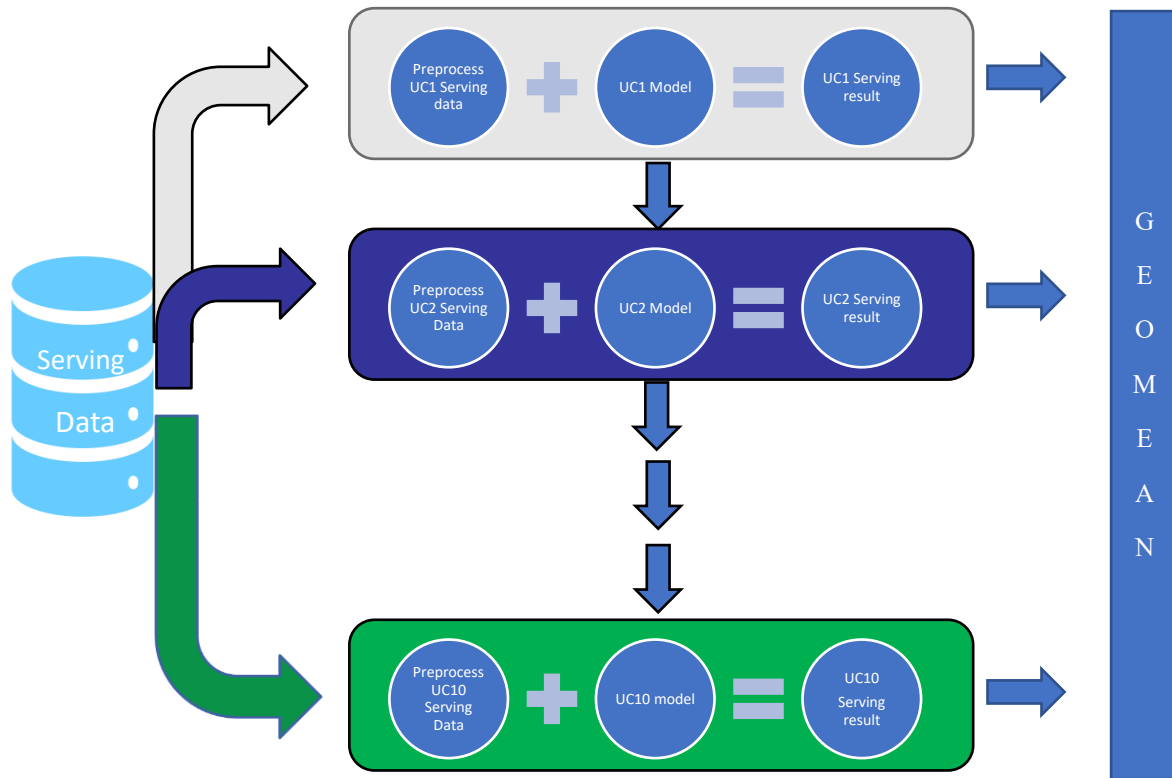 Preprocess
UC1 Serving
data
UC1 Model
UC1 Serving
result
Serving
Data
Preprocess
UC2 Serving
Data
UC2 Model
UC2 Serving
result
Preprocess
UC10
Serving
Data
UC10 model
UC10
Serving
result
G
E
O
M
E
A
N